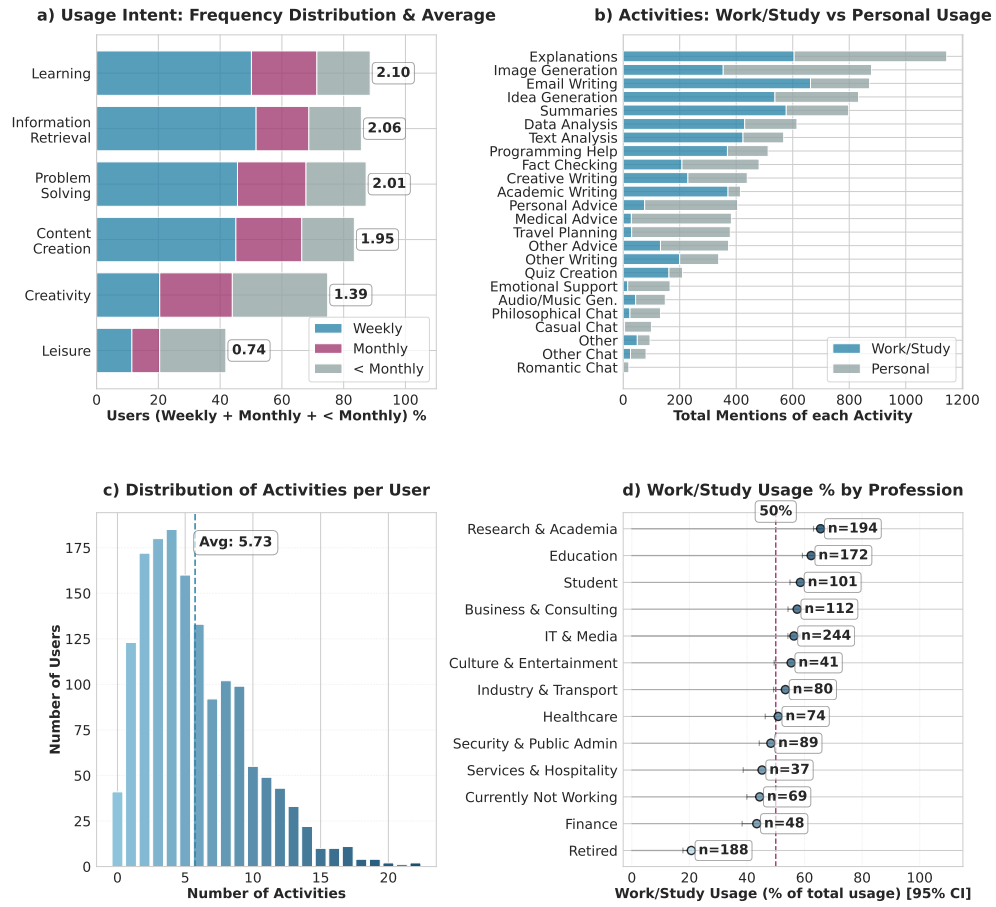 a) Usage Intent: Frequency Distribution & Average
Learning
Information
Retrieval
Problem
Solving
Content
Creation
Creativity
Leisure
2.10
2.06
2.01
1.95
1.39
0.74
Weekly
Monthly
< Monthly
0 20 40 60 80 100
Users (Weekly + Monthly + < Monthly) %
b) Activities: Work/Study vs Personal Usage
Explanations
Image Generation
Email Writing
Idea Generation
Summaries
Data Analysis
Text Analysis
Programming Help
Fact Checking
Creative Writing
Academic Writing
Personal Advice
Medical Advice
Travel Planning
Other Advice
Other Writing
Quiz Creation
Emotional Support
Audio/Music Gen.
Philosophical Chat
Casual Chat
Other
Other Chat
Romantic Chat
Work/Study
Personal
0 200 400 600 800 1000 1200
Total Mentions of each Activity
c) Distribution of Activities per User
Number of Users
175
150
125
100
75
50
25
0
Avg: 5.73
0 5 10 15 20
Number of Activities
d) Work/Study Usage % by Profession
50%
Research & Academia n=194
Education n=172
Student n=101
Business & Consulting n=112
IT & Media n=244
Culture & Entertainment n=41
Industry & Transport n=80
Healthcare n=74
Security & Public Admin n=89
Services & Hospitality n=37
Currently Not Working n=69
Finance n=48
Retired n=188
0 20 40 60 80 100
Work/Study Usage (% of total usage) [95% CI]